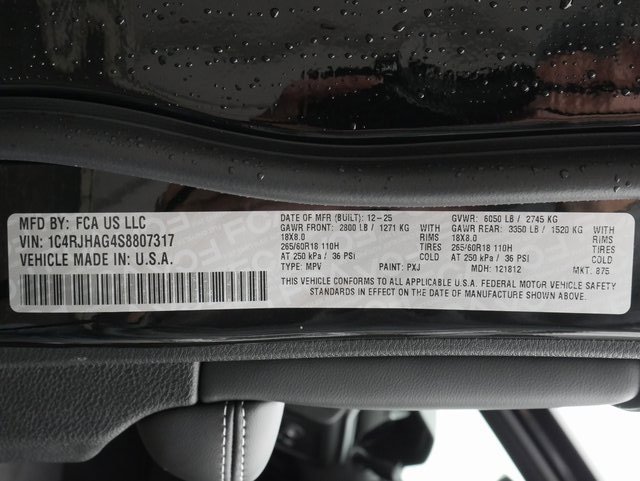 MFD BY: FCA US LLC
VIN: 1C4RJHAG4S8807317
VEHICLE MADE IN: U.S.A.
DATE OF MFR (BUILT): 12-25 GVWR: 6050 LB / 2745 KG
GAWR FRONT: 2800 LB / 1271 KG WITH GAWR REAR: 3350 LB / 1520 KG WITH
18X8.0 RIMS 18X8.0 RIMS
265/60R18 110H TIRES 265/60R18 110H TIRES
AT 250 kPa / 36 PSI COLD AT 250 kPa / 36 PSI COLD
TYPE: MPV PAINT: PXJ MDH: 121812 MKT: 875
THIS VEHICLE CONFORMS TO ALL APPLICABLE U.S.A. FEDERAL MOTOR VEHICLE SAFETY
STANDARDS IN EFFECT ON THE DATE OF MANUFACTURE SHOWN ABOVE.